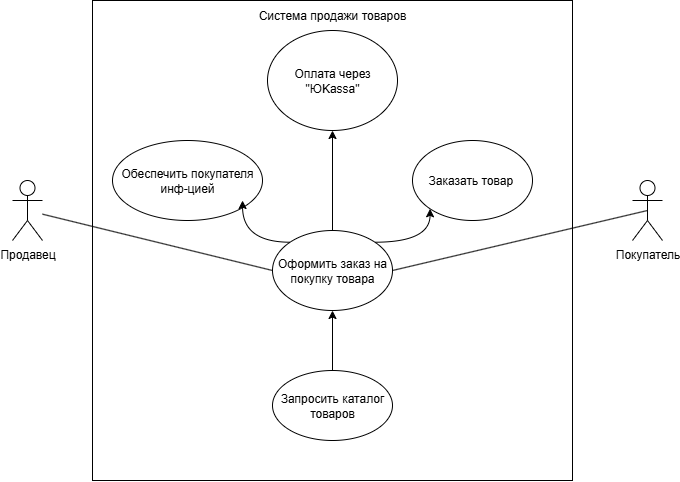 Система продажи товаров
Оплата через
"ЮKassa"
Обеспечить покупателя
инф-цией
Заказать товар
Продавец
Оформить заказ на
покупку товара
Покупатель
Запросить каталог
товаров